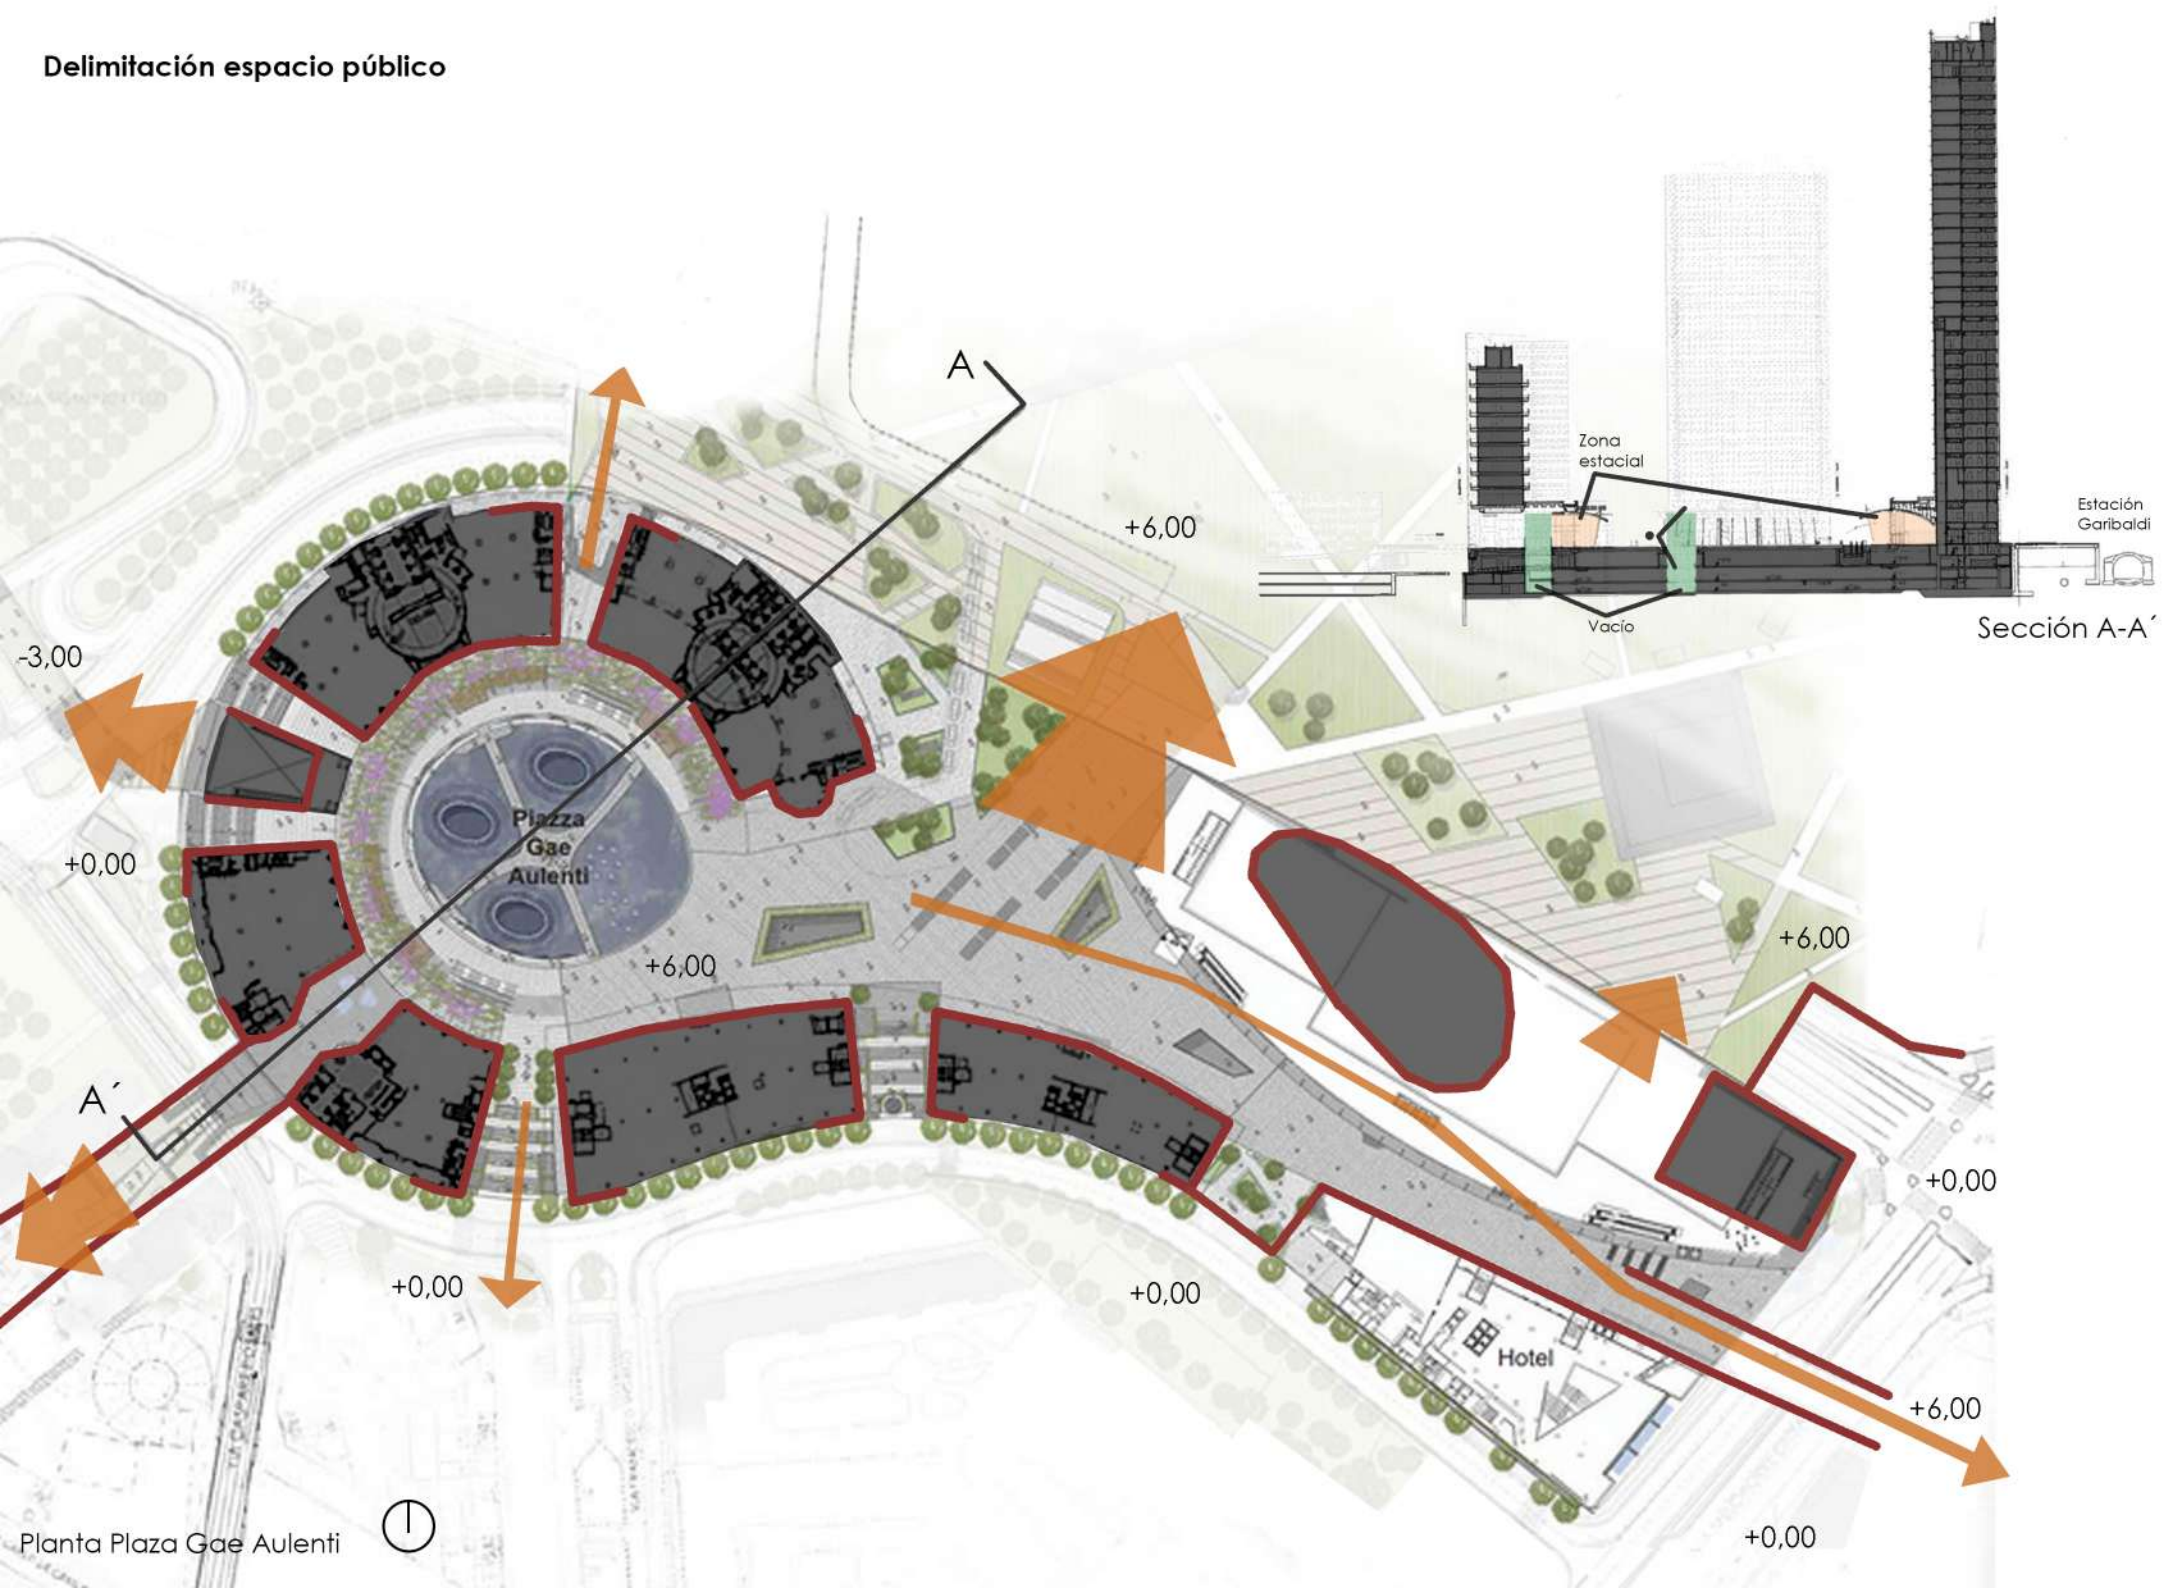 Delimitación espacio público
Zona
estacial
Estación
Garibaldi
Vacío
Sección A-A´
A
+6,00
-3,00
+0,00
Piazza
Gae
Aulenti
+6,00
+6,00
A´
+0,00
+0,00
+0,00
Hotel
+6,00
+0,00
Planta Plaza Gae Aulenti